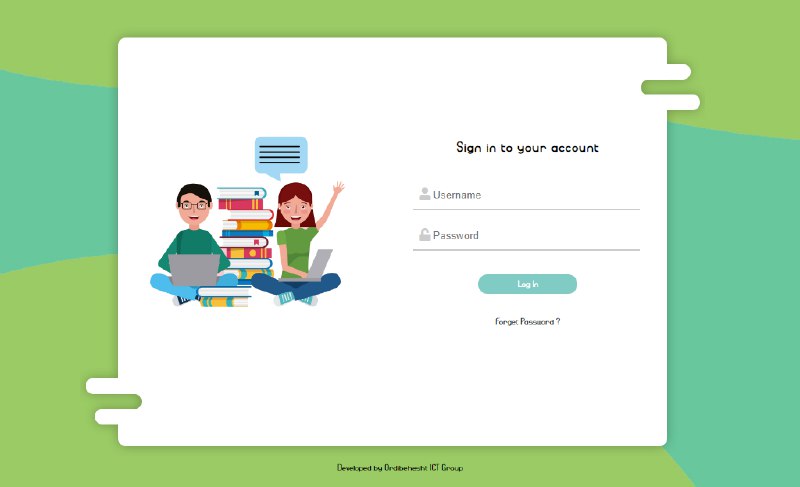 Sign in to your account
Username
Password
Log in
Forget Password ?
Developed by Ordibehesht ICT Group